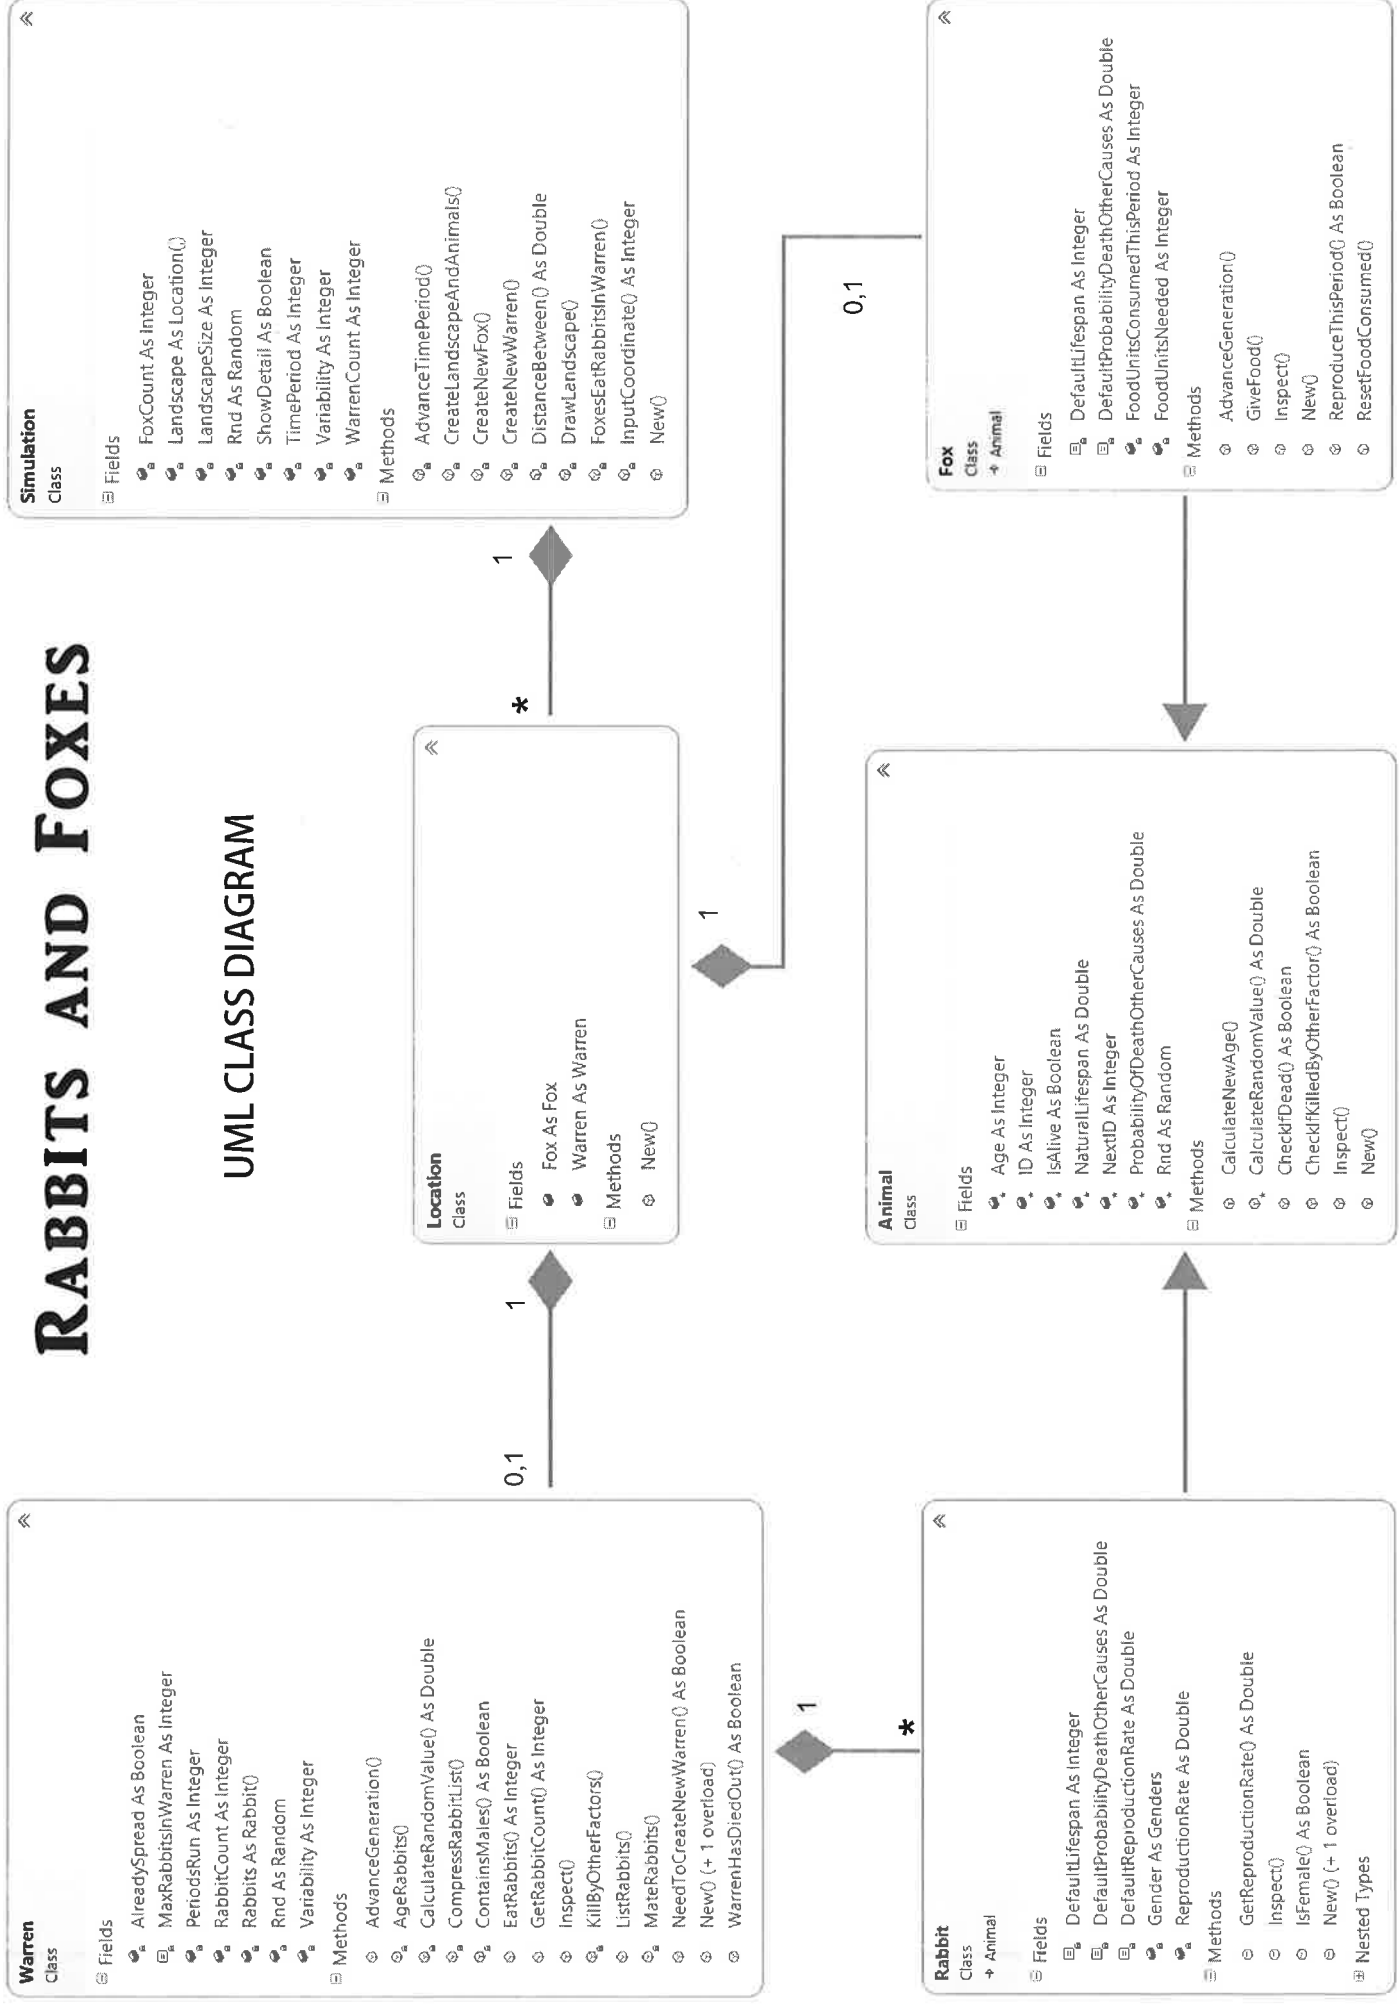 RABBITS AND FOXES
UML CLASS DIAGRAM
Warren
Class
Fields
AlreadySpread As Boolean
MaxRabbitsInWarren As Integer
PeriodsRun As Integer
RabbitCount As Integer
Rabbits As Rabbit()
Rnd As Random
Variability As Integer
Methods
AdvanceGeneration()
AgeRabbits()
CalculateRandomValue() As Double
CompressRabbitList()
ContainsMales() As Boolean
EatRabbits() As Integer
GetRabbitCount() As Integer
Inspect()
KillByOtherFactors()
ListRabbits()
MateRabbits()
NeedToCreateNewWarren() As Boolean
New() (+ 1 overload)
WarrenHasDiedOut() As Boolean
0,1
1
Location
Class
Fields
Fox As Fox
Warren As Warren
Methods
New()
*
1
Simulation
Class
Fields
FoxCount As Integer
Landscape As Location(,)
LandscapeSize As Integer
Rnd As Random
ShowDetail As Boolean
TimePeriod As Integer
Variability As Integer
WarrenCount As Integer
Methods
AdvanceTimePeriod()
CreateLandscapeAndAnimals()
CreateNewFox()
CreateNewWarren()
DistanceBetween() As Double
DrawLandscape()
FoxesEatRabbitsInWarren()
InputCoordinate() As Integer
New()
1
*
1
0,1
Rabbit
Class
→ Animal
Fields
DefaultLifespan As Integer
DefaultProbabilityDeathOtherCauses As Double
DefaultReproductionRate As Double
Gender As Genders
ReproductionRate As Double
Methods
GetReproductionRate() As Double
Inspect()
IsFemale() As Boolean
New() (+ 1 overload)
Nested Types
Animal
Class
Fields
Age As Integer
ID As Integer
IsAlive As Boolean
NaturalLifespan As Double
NextID As Integer
ProbabilityOfDeathOtherCauses As Double
Rnd As Random
Methods
CalculateNewAge()
CalculateRandomValue() As Double
CheckIfDead() As Boolean
CheckIfKilledByOtherFactor() As Boolean
Inspect()
New()
Fox
Class
→ Animal
Fields
DefaultLifespan As Integer
DefaultProbabilityDeathOtherCauses As Double
FoodUnitsConsumedThisPeriod As Integer
FoodUnitsNeeded As Integer
Methods
AdvanceGeneration()
GiveFood()
Inspect()
New()
ReproduceThisPeriod() As Boolean
ResetFoodConsumed()